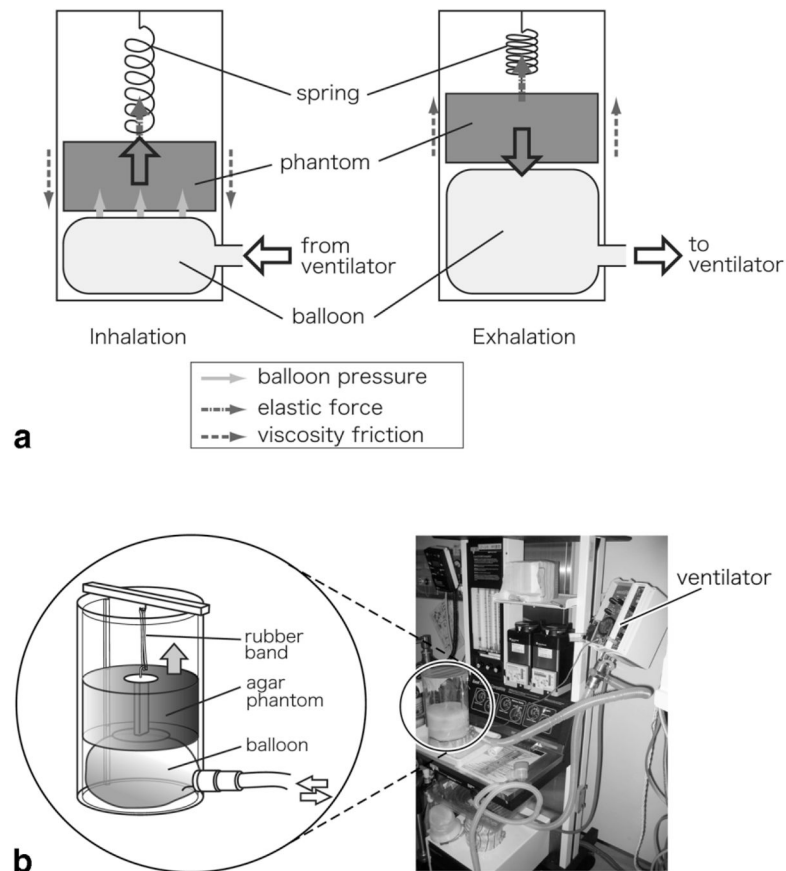 spring
phantom
from
ventilator
to
ventilator
balloon
Inhalation
Exhalation
balloon pressure
elastic force
viscosity friction
a
rubber
band
agar
phantom
balloon
ventilator
b